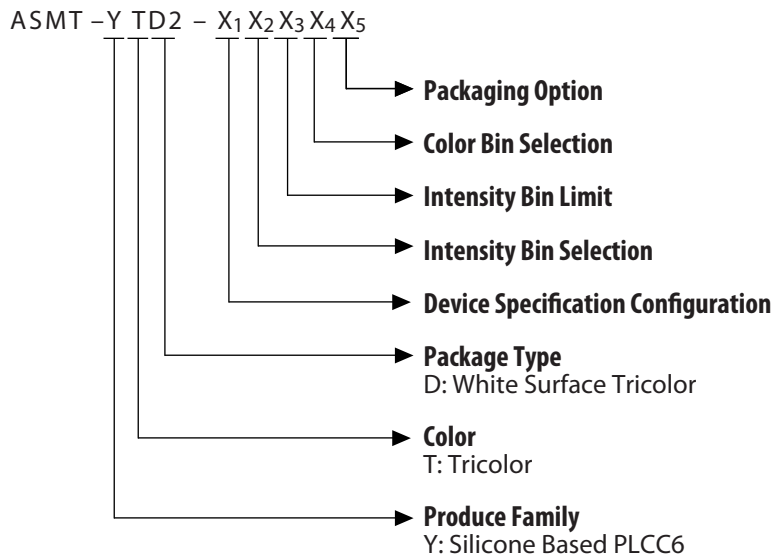 ASMT – Y T D 2 – X1 X2 X3 X4 X5
Packaging Option
Color Bin Selection
Intensity Bin Limit
Intensity Bin Selection
Device Specification Configuration
Package Type
D: White Surface Tricolor
Color
T: Tricolor
Produce Family
Y: Silicone Based PLCC6